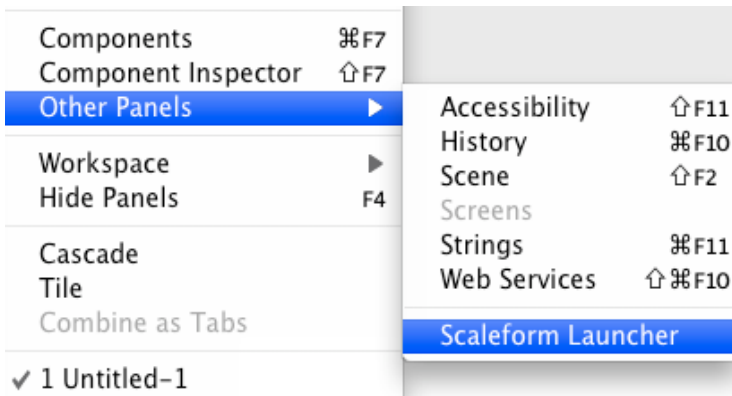 Components ⌘F7
Component Inspector ⇧F7
Other Panels ▶
Workspace ▶
Hide Panels F4
Cascade
Tile
Combine as Tabs
✓ 1 Untitled-1
Accessibility ⇧F11
History ⌘F10
Scene ⇧F2
Screens
Strings ⌘F11
Web Services ⇧⌘F10
Scaleform Launcher